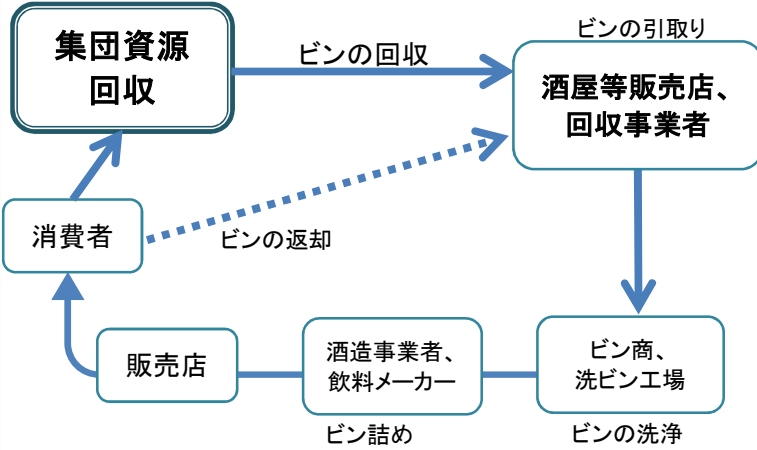 集団資源
回収
ビンの回収
ビンの引取り
酒屋等販売店、
回収事業者
消費者
ビンの返却
販売店
酒造事業者、
飲料メーカー
ビン詰め
ビン商、
洗ビン工場
ビンの洗浄